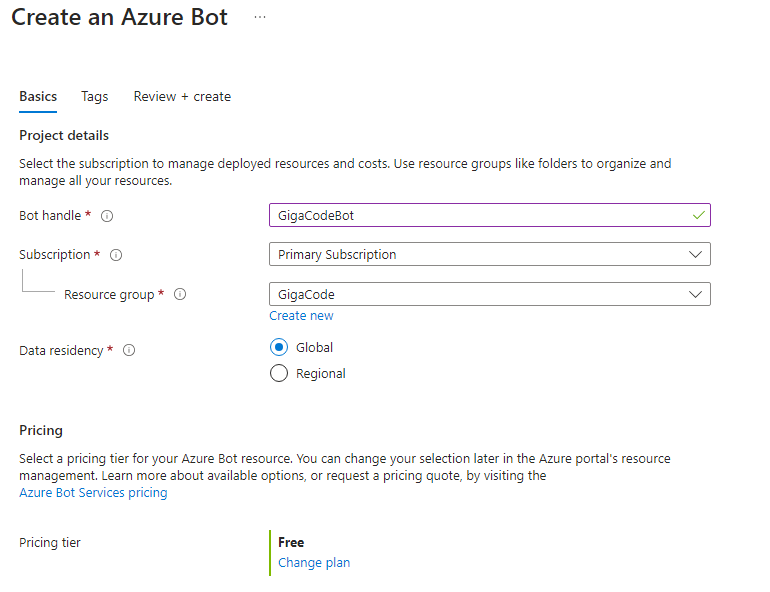 Create an Azure Bot ...
Basics Tags Review + create
Project details
Select the subscription to manage deployed resources and costs. Use resource groups like folders to organize and
manage all your resources.
Bot handle * GigaCodeBot
Subscription * Primary Subscription
Resource group * GigaCode
Create new
Data residency * Global
Regional
Pricing
Select a pricing tier for your Azure Bot resource. You can change your selection later in the Azure portal's resource
management. Learn more about available options, or request a pricing quote, by visiting the
Azure Bot Services pricing
Pricing tier Free
Change plan